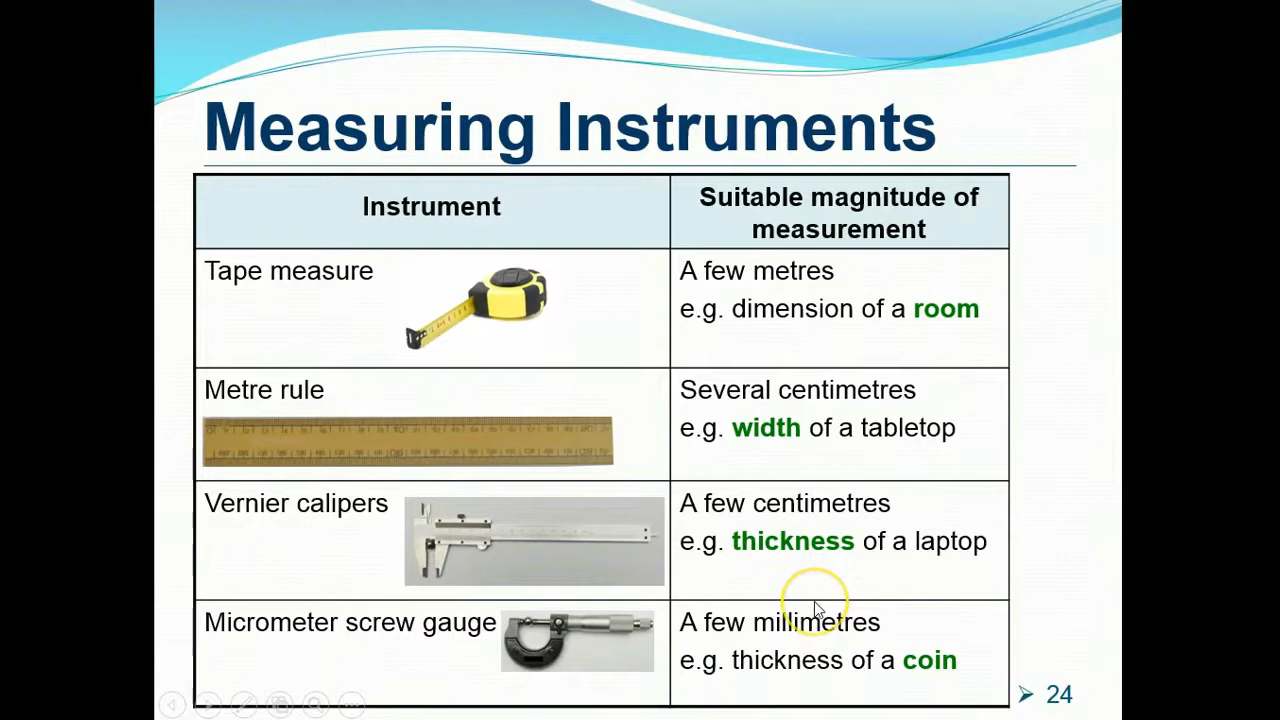 Measuring Instruments
Instrument
Suitable magnitude of
measurement
Tape measure
A few metres
e.g. dimension of a room
Metre rule
Several centimetres
e.g. width of a tabletop
Vernier calipers
A few centimetres
e.g. thickness of a laptop
Micrometer screw gauge
A few millimetres
e.g. thickness of a coin
24